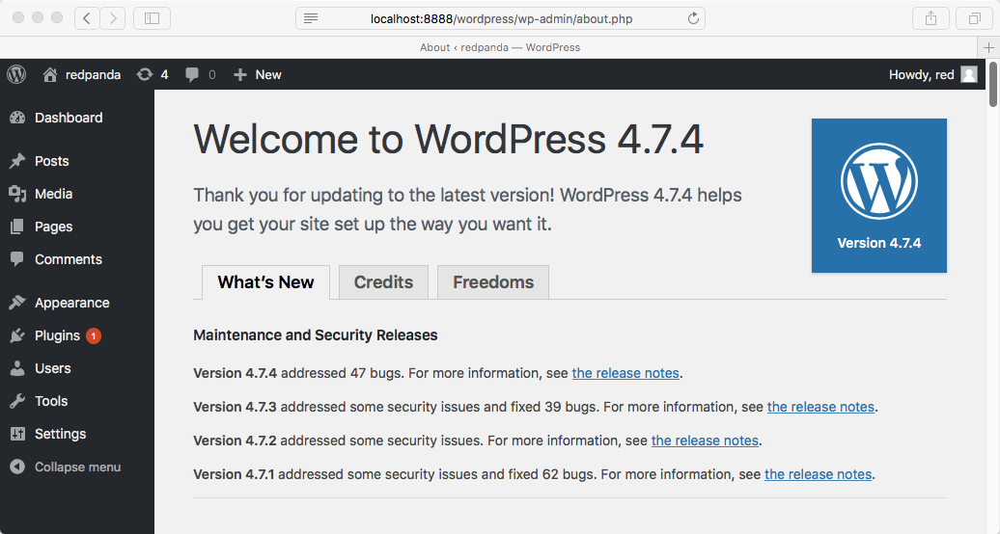 localhost:8888/wordpress/wp-admin/about.php
About ‹ redpanda — WordPress
redpanda 4 0 New Howdy, red
Dashboard
Posts
Media
Pages
Comments
Appearance
Plugins 1
Users
Tools
Settings
Collapse menu
Welcome to WordPress 4.7.4
Thank you for updating to the latest version! WordPress 4.7.4 helps
you get your site set up the way you want it.
Version 4.7.4
What’s New Credits Freedoms
Maintenance and Security Releases
Version 4.7.4 addressed 47 bugs. For more information, see the release notes.
Version 4.7.3 addressed some security issues and fixed 39 bugs. For more information, see the release notes.
Version 4.7.2 addressed some security issues. For more information, see the release notes.
Version 4.7.1 addressed some security issues and fixed 62 bugs. For more information, see the release notes.